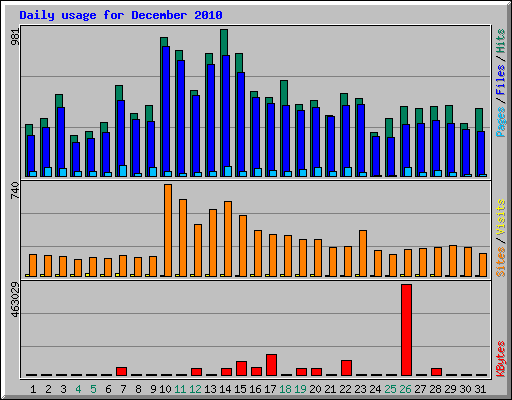 Daily usage for December 2010
981
Pages / Files / Hits
740
Sites / Visits
463029
KBytes
1 2 3 4 5 6 7 8 9 10 11 12 13 14 15 16 17 18 19 20 21 22 23 24 25 26 27 28 29 30 31